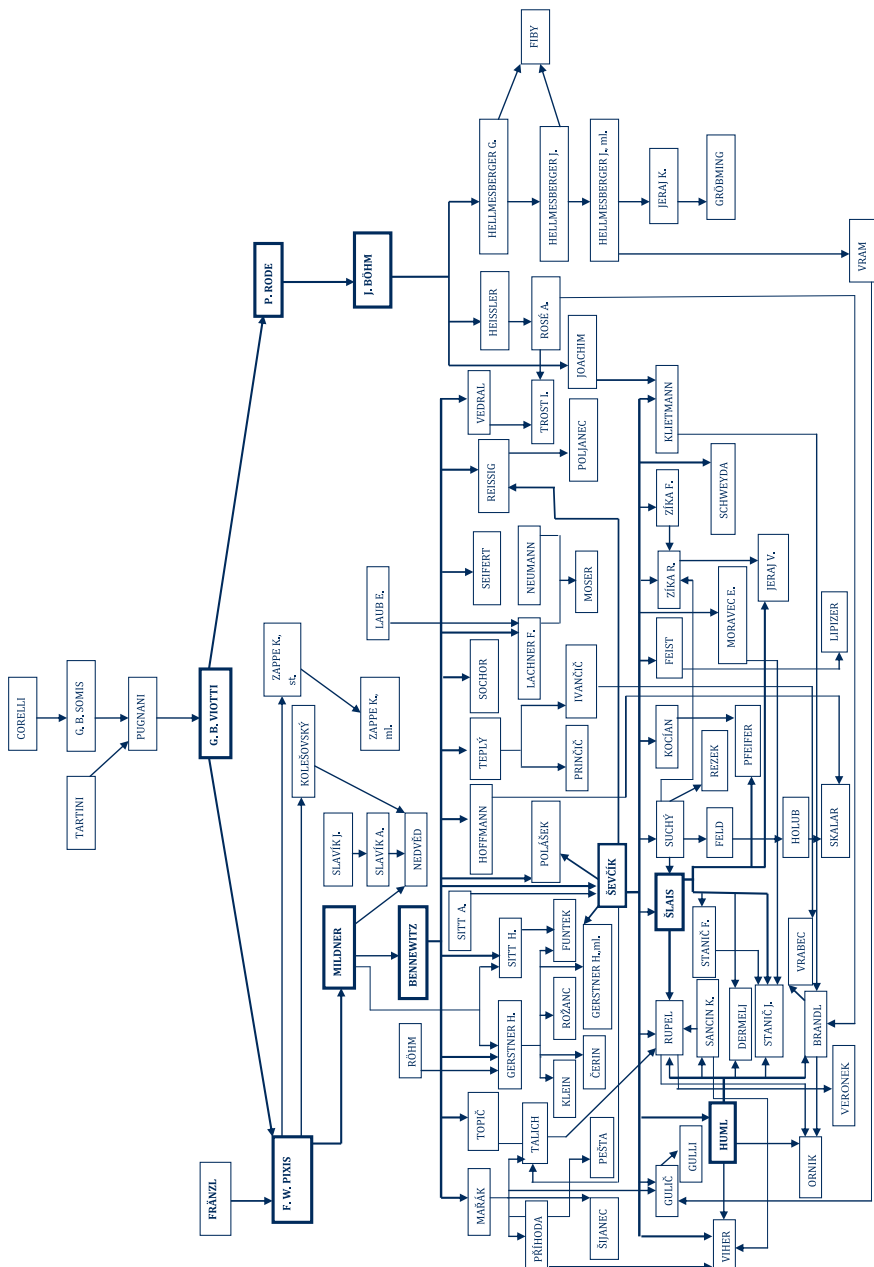 CORELLI
G. B. SOMIS
TARTINI
PUGNANI
FRÄNZL
G. B. VIOTTI
F. W. PIXIS
P. RODE
ZAPPE K.,
st.
KOLEŠOVSKÝ
SLAVÍK J.
MILDNER
J. BÖHM
ZAPPE K.,
ml.
LAUB E.
SLAVÍK A.
NEDVĚD
BENNEWITZ
RÖHM
SITT A.
MAŘÁK
TOPIČ
GERSTNER H.
SITT H.
HOFFMANN
TEPLÝ
SOCHOR
SEIFERT
REISSIG
VEDRAL
HEISSLER
HELLMESBERGER G.
FIBY
PŘÍHODA
TALICH
KLEIN
ROŽANC
FUNTEK
POLÁŠEK
LACHNER F.
NEUMANN
TROST I.
ROSÉ A.
HELLMESBERGER J.
ŠIJANEC
PEŠTA
ČERIN
GERSTNER H.,ml.
ŠEVČÍK
PRINČIČ
IVANČIČ
MOSER
POLJANEC
JOACHIM
HELLMESBERGER J., ml.
GULIČ
GULLI
RUPEL
ŠLAIS
SUCHÝ
KOCÍAN
FEIST
ZÍKA R.
ZÍKA F.
KLIETMANN
JERAJ K.
VIHER
HUML
SANCIN K.
STANIČ F.
FELD
REZEK
PFEIFER
MORAVEC E.
SCHWEYDA
GRÖBMING
DERMELJ
STANIČ J.
JERAJ V.
ORNIK
BRANDL
VRABEC
HOLUB
VERONEK
SKALAR
LIPIZER
VRAM